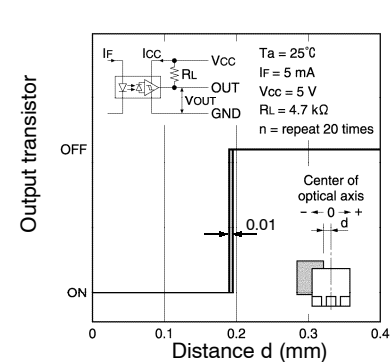 IF
ICC
VCC
RL
OUT
VOUT
GND
Ta = 25℃
IF = 5 mA
VCC = 5 V
RL = 4.7 kΩ
n = repeat 20 times
Output transistor
OFF
ON
0.01
Center of
optical axis
− 0 +
d
0 0.1 0.2 0.3 0.4
Distance d (mm)